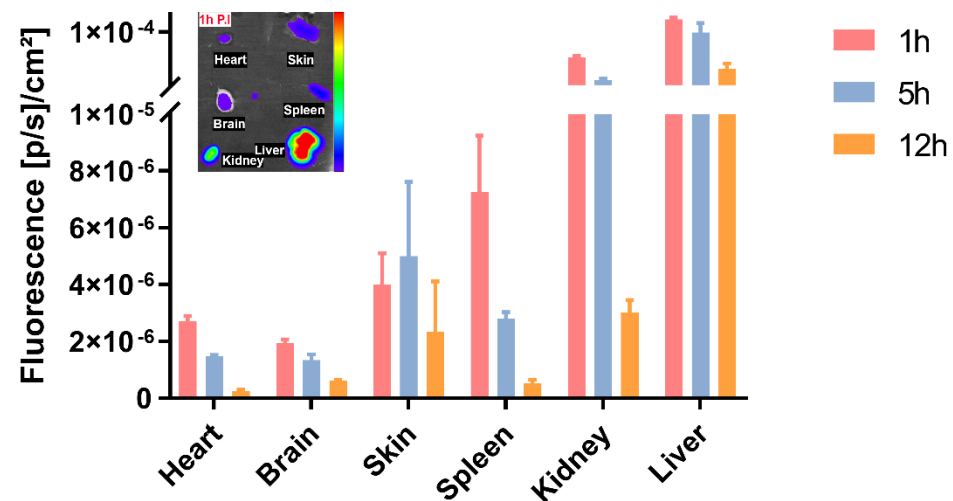 Fluorescence [p/s]/cm²
1×10⁻⁴
1×10⁻⁵
8×10⁻⁶
6×10⁻⁶
4×10⁻⁶
2×10⁻⁶
0
1h P.I
Heart
Skin
Brain
Spleen
Kidney
Liver
Heart
Brain
Skin
Spleen
Kidney
Liver
1h
5h
12h